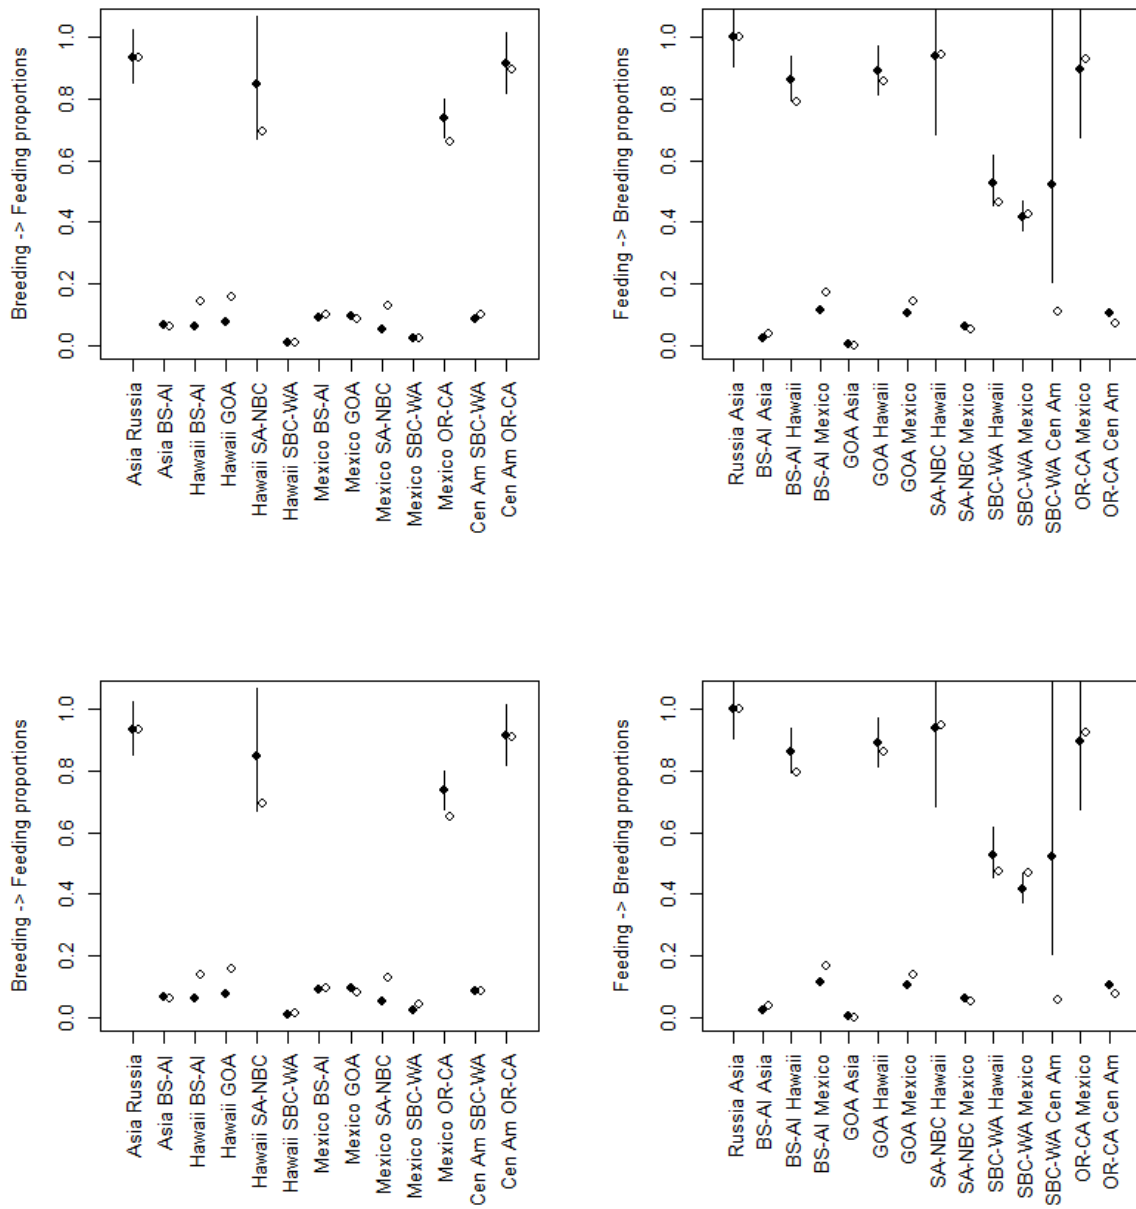 Breeding -> Feeding proportions
1.0
0.8
0.6
0.4
0.2
0.0
Asia Russia
Asia BS-AI
Hawaii BS-AI
Hawaii GOA
Hawaii SA-NBC
Hawaii SBC-WA
Mexico BS-AI
Mexico GOA
Mexico SA-NBC
Mexico SBC-WA
Mexico OR-CA
Cen Am SBC-WA
Cen Am OR-CA
Feeding -> Breeding proportions
1.0
0.8
0.6
0.4
0.2
0.0
Russia Asia
BS-AI Asia
BS-AI Hawaii
BS-AI Mexico
GOA Asia
GOA Hawaii
GOA Mexico
SA-NBC Hawaii
SA-NBC Mexico
SBC-WA Hawaii
SBC-WA Mexico
SBC-WA Cen Am
OR-CA Mexico
OR-CA Cen Am
Breeding -> Feeding proportions
1.0
0.8
0.6
0.4
0.2
0.0
Asia Russia
Asia BS-AI
Hawaii BS-AI
Hawaii GOA
Hawaii SA-NBC
Hawaii SBC-WA
Mexico BS-AI
Mexico GOA
Mexico SA-NBC
Mexico SBC-WA
Mexico OR-CA
Cen Am SBC-WA
Cen Am OR-CA
Feeding -> Breeding proportions
1.0
0.8
0.6
0.4
0.2
0.0
Russia Asia
BS-AI Asia
BS-AI Hawaii
BS-AI Mexico
GOA Asia
GOA Hawaii
GOA Mexico
SA-NBC Hawaii
SA-NBC Mexico
SBC-WA Hawaii
SBC-WA Mexico
SBC-WA Cen Am
OR-CA Mexico
OR-CA Cen Am